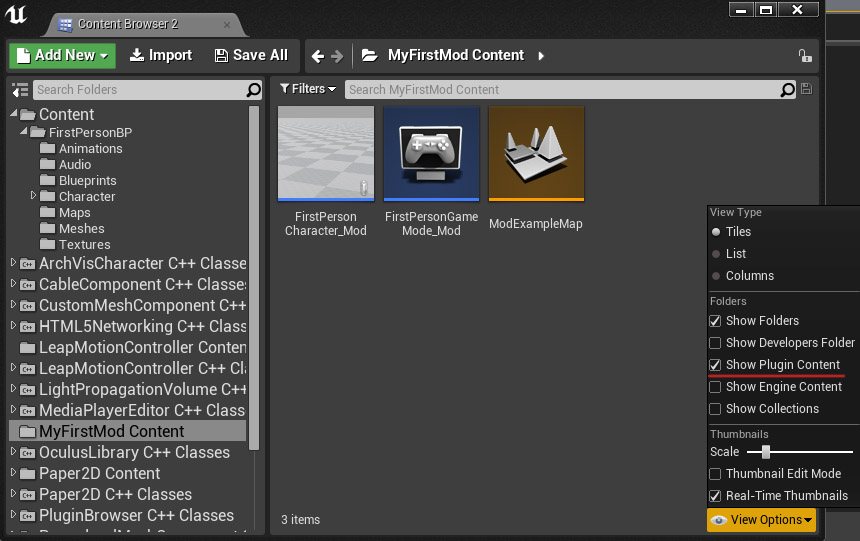 Content Browser 2
Add New
Import
Save All
MyFirstMod Content
Search Folders
Filters
Search MyFirstMod Content
Content
FirstPersonBP
Animations
Audio
Blueprints
Character
Maps
Meshes
Textures
ArchVisCharacter C++ Classe
CableComponent C++ Classes
CustomMeshComponent C++
HTML5Networking C++ Class
LeapMotionController Conten
LeapMotionController C++ Cl
LightPropagationVolume C++
MediaPlayerEditor C++ Class
MyFirstMod Content
OculusLibrary C++ Classes
Paper2D Content
Paper2D C++ Classes
PluginBrowser C++ Classes
FirstPerson
Character_Mod
FirstPersonGame
Mode_Mod
ModExampleMap
3 items
View Type
Tiles
List
Columns
Folders
Show Folders
Show Developers Folder
Show Plugin Content
Show Engine Content
Show Collections
Thumbnails
Scale
Thumbnail Edit Mode
Real-Time Thumbnails
View Options